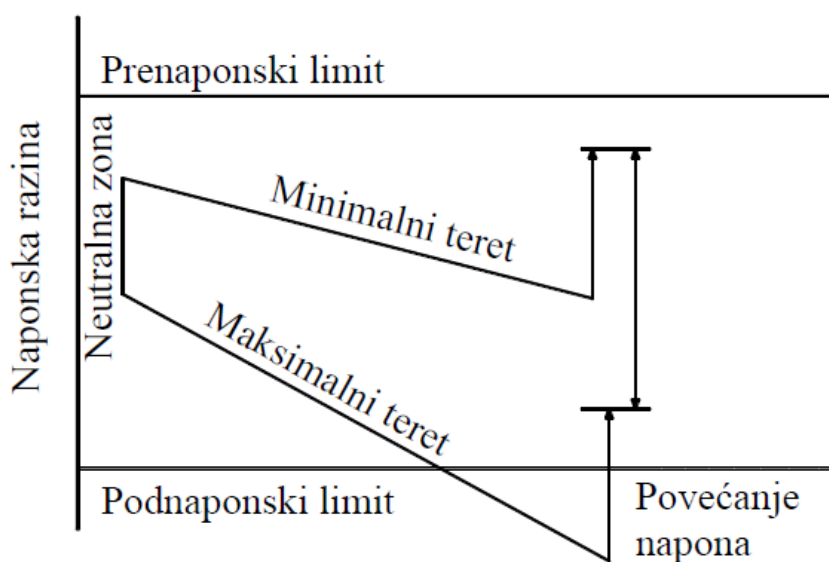 Prenaponski limit
Naponska razina
Neutralna zona
Minimalni teret
Maksimalni teret
Podnaponski limit
Povećanje
napona